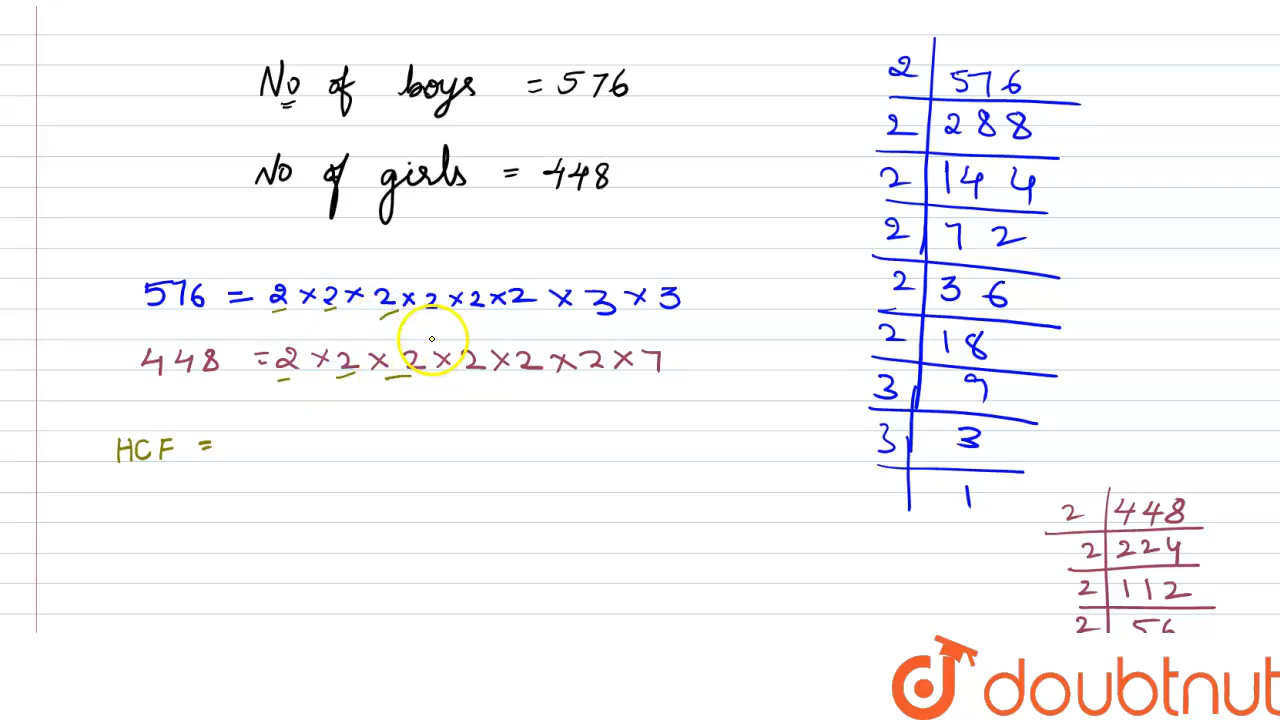 No of boys = 576
No of girls = 448
576 = 2 × 2 × 2 × 2 × 2 × 2 × 3 × 3
448 = 2 × 2 × 2 × 2 × 2 × 2 × 7
HCF =
2 | 576
2 | 288
2 | 144
2 | 72
2 | 36
2 | 18
3 | 9
3 | 3
1
2 | 448
2 | 224
2 | 112
2 | 56
doubtnut